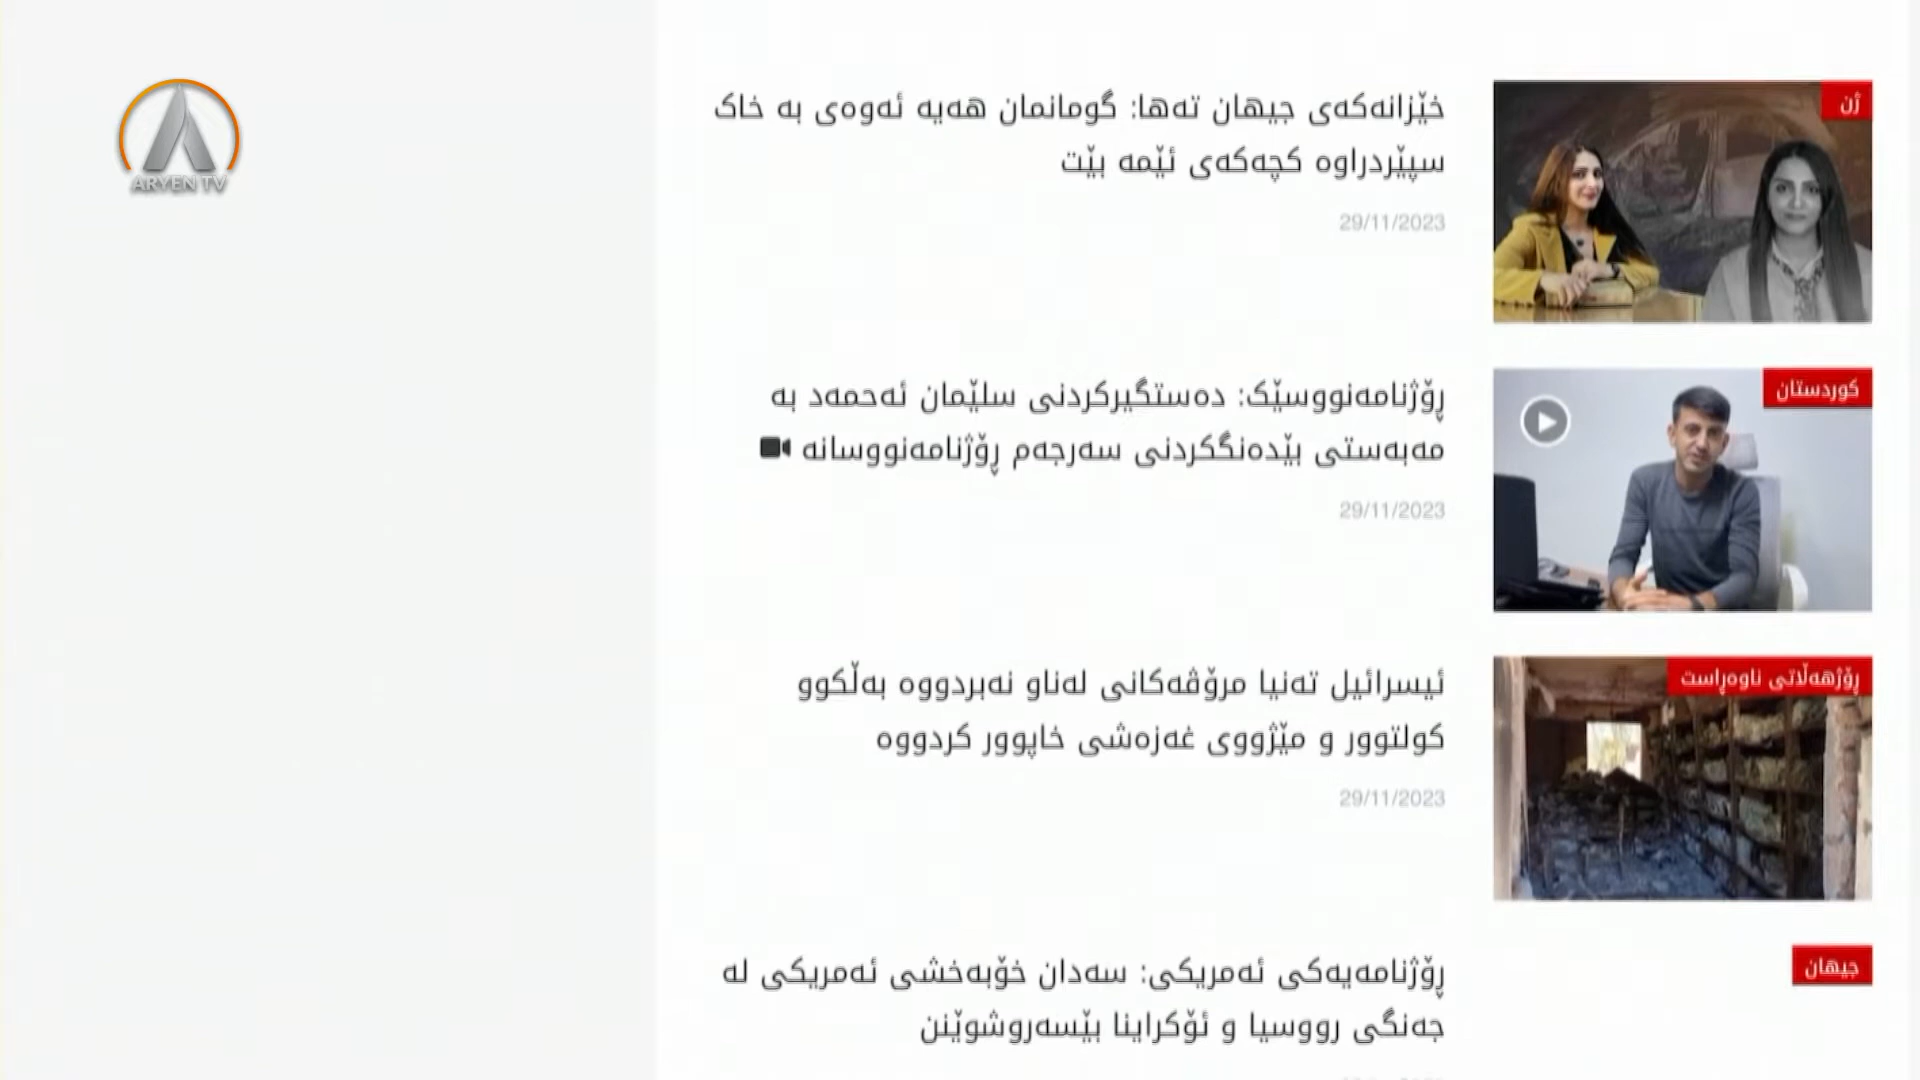 ARYEN TV
ژن
خێزانەکەی جیهان تەها: گومانمان هەیە ئەوەی بە خاک
سپێردراوە کچەکەی ئێمە بێت
29/11/2023
کوردستان
ڕۆژنامەنووسێک: دەستگیرکردنی سلێمان ئەحمەد بە
مەبەستی بێدەنگکردنی سەرجەم ڕۆژنامەنووسانە
29/11/2023
ڕۆژهەڵاتی ناوەڕاست
ئیسرائیل تەنیا مرۆڤەکانی لەناو نەبردووە بەڵکوو
کولتوور و مێژووی غەزەشی خاپوور کردووە
29/11/2023
جیهان
ڕۆژنامەیەکی ئەمریکی: سەدان خۆبەخشی ئەمریکی لە
جەنگی رووسیا و ئۆکراینا بێسەروشوێنن